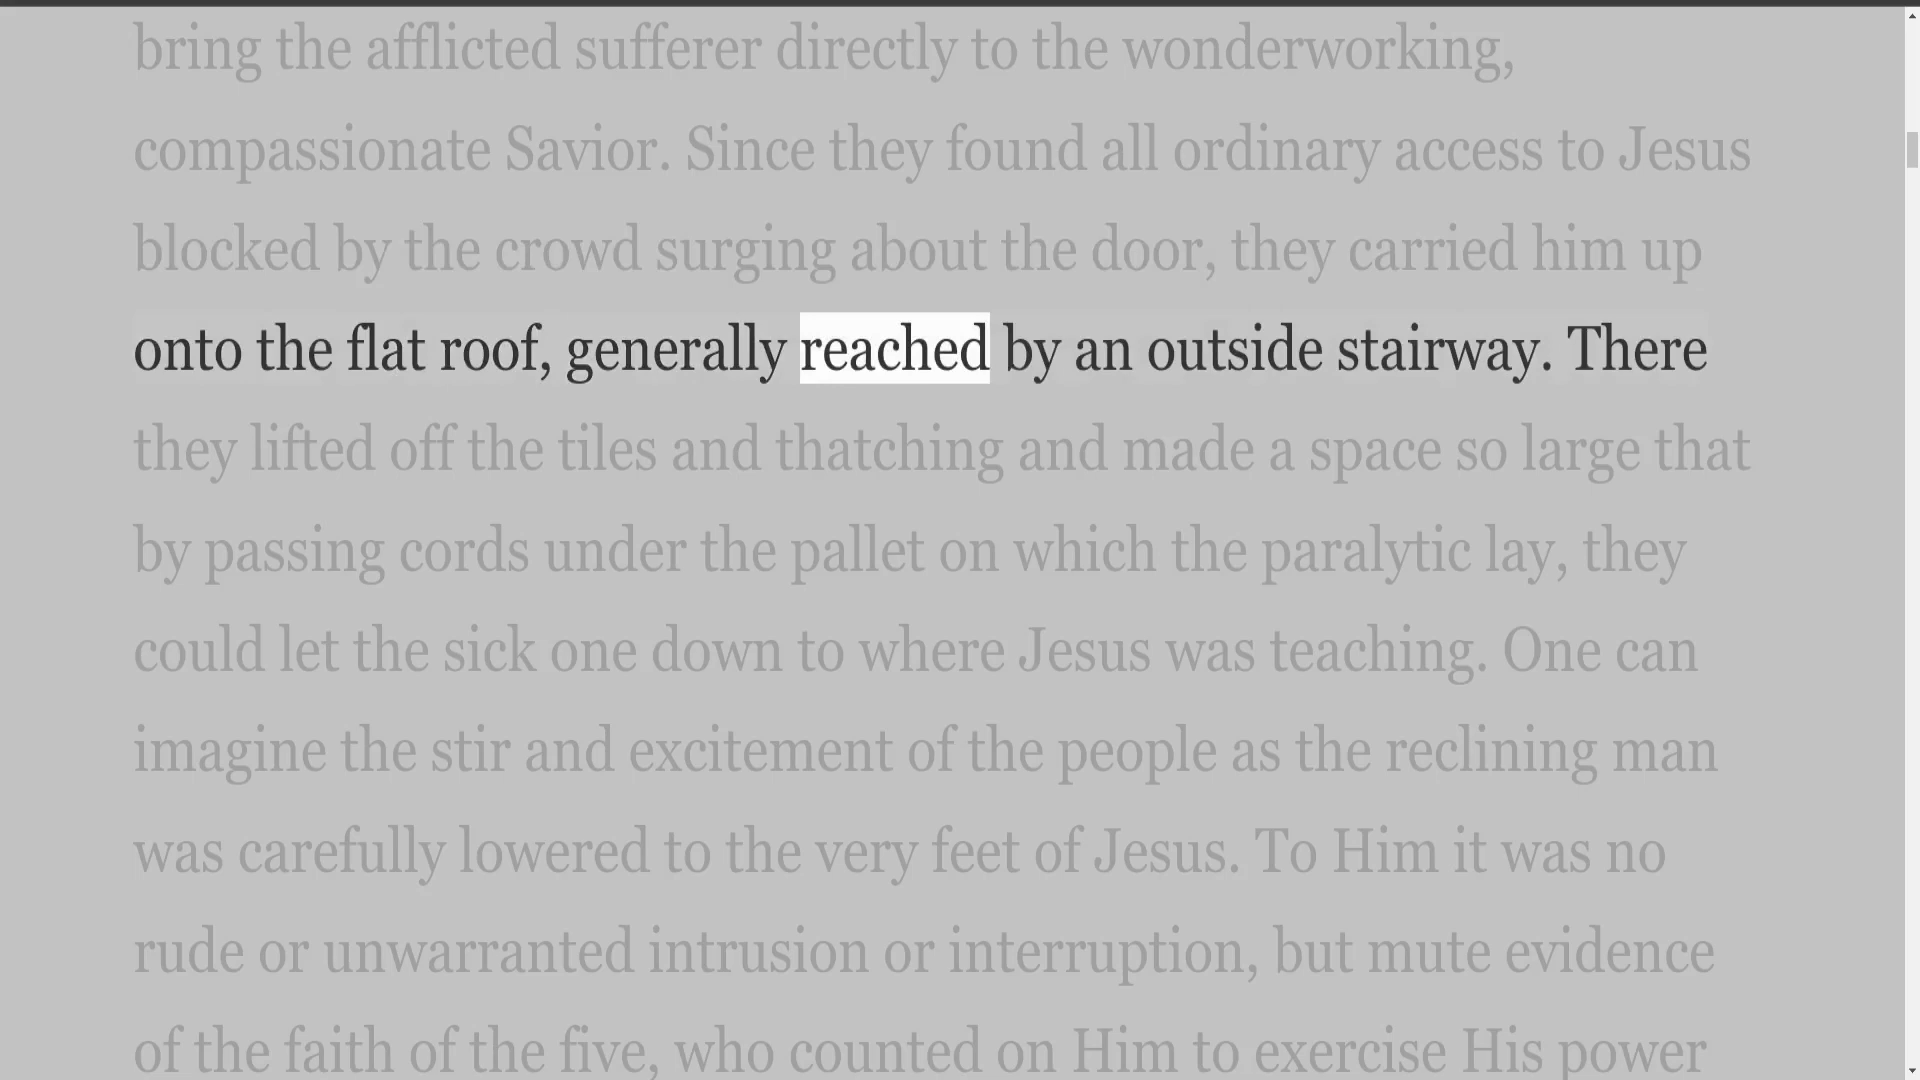 bring the afflicted sufferer directly to the wonderworking,
compassionate Savior. Since they found all ordinary access to Jesus
blocked by the crowd surging about the door, they carried him up
onto the flat roof, generally reached by an outside stairway. There
they lifted off the tiles and thatching and made a space so large that
by passing cords under the pallet on which the paralytic lay, they
could let the sick one down to where Jesus was teaching. One can
imagine the stir and excitement of the people as the reclining man
was carefully lowered to the very feet of Jesus. To Him it was no
rude or unwarranted intrusion or interruption, but mute evidence
of the faith of the five, who counted on Him to exercise His power